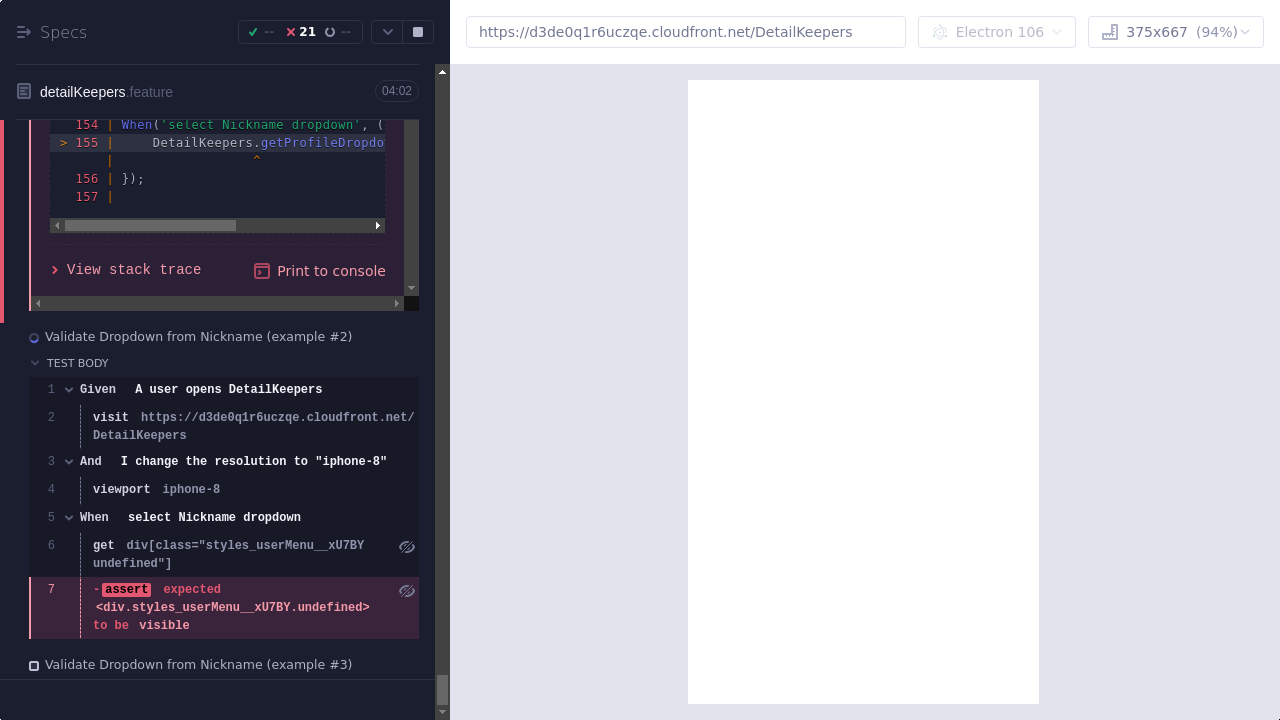 Specs
-- 21 --
https://d3de0q1r6uczqe.cloudfront.net/DetailKeepers
Electron 106
375x667 (94%)
detailKeepers.feature
04:02
154 | When('select Nickname dropdown', (
> 155 | DetailKeepers.getProfileDropdo
| ^
156 | });
157 |
View stack trace
Print to console
Validate Dropdown from Nickname (example #2)
TEST BODY
1 Given A user opens DetailKeepers
2 visit https://d3de0q1r6uczqe.cloudfront.net/
DetailKeepers
3 And I change the resolution to "iphone-8"
4 viewport iphone-8
5 When select Nickname dropdown
6 get div[class="styles_userMenu__xU7BY
undefined"]
7 -assert expected
<div.styles_userMenu__xU7BY.undefined>
to be visible
Validate Dropdown from Nickname (example #3)